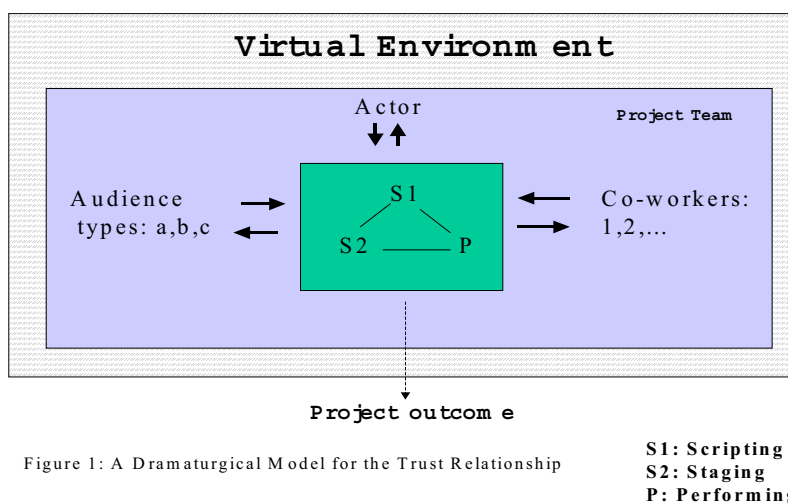 Virtual Environment
Actor
Project Team
Audience
types: a,b,c
S1
S2
P
Co-workers:
1,2,...
Project outcome
Figure 1: A Dramaturgical Model for the Trust Relationship
S1: Scripting
S2: Staging
P: Performing